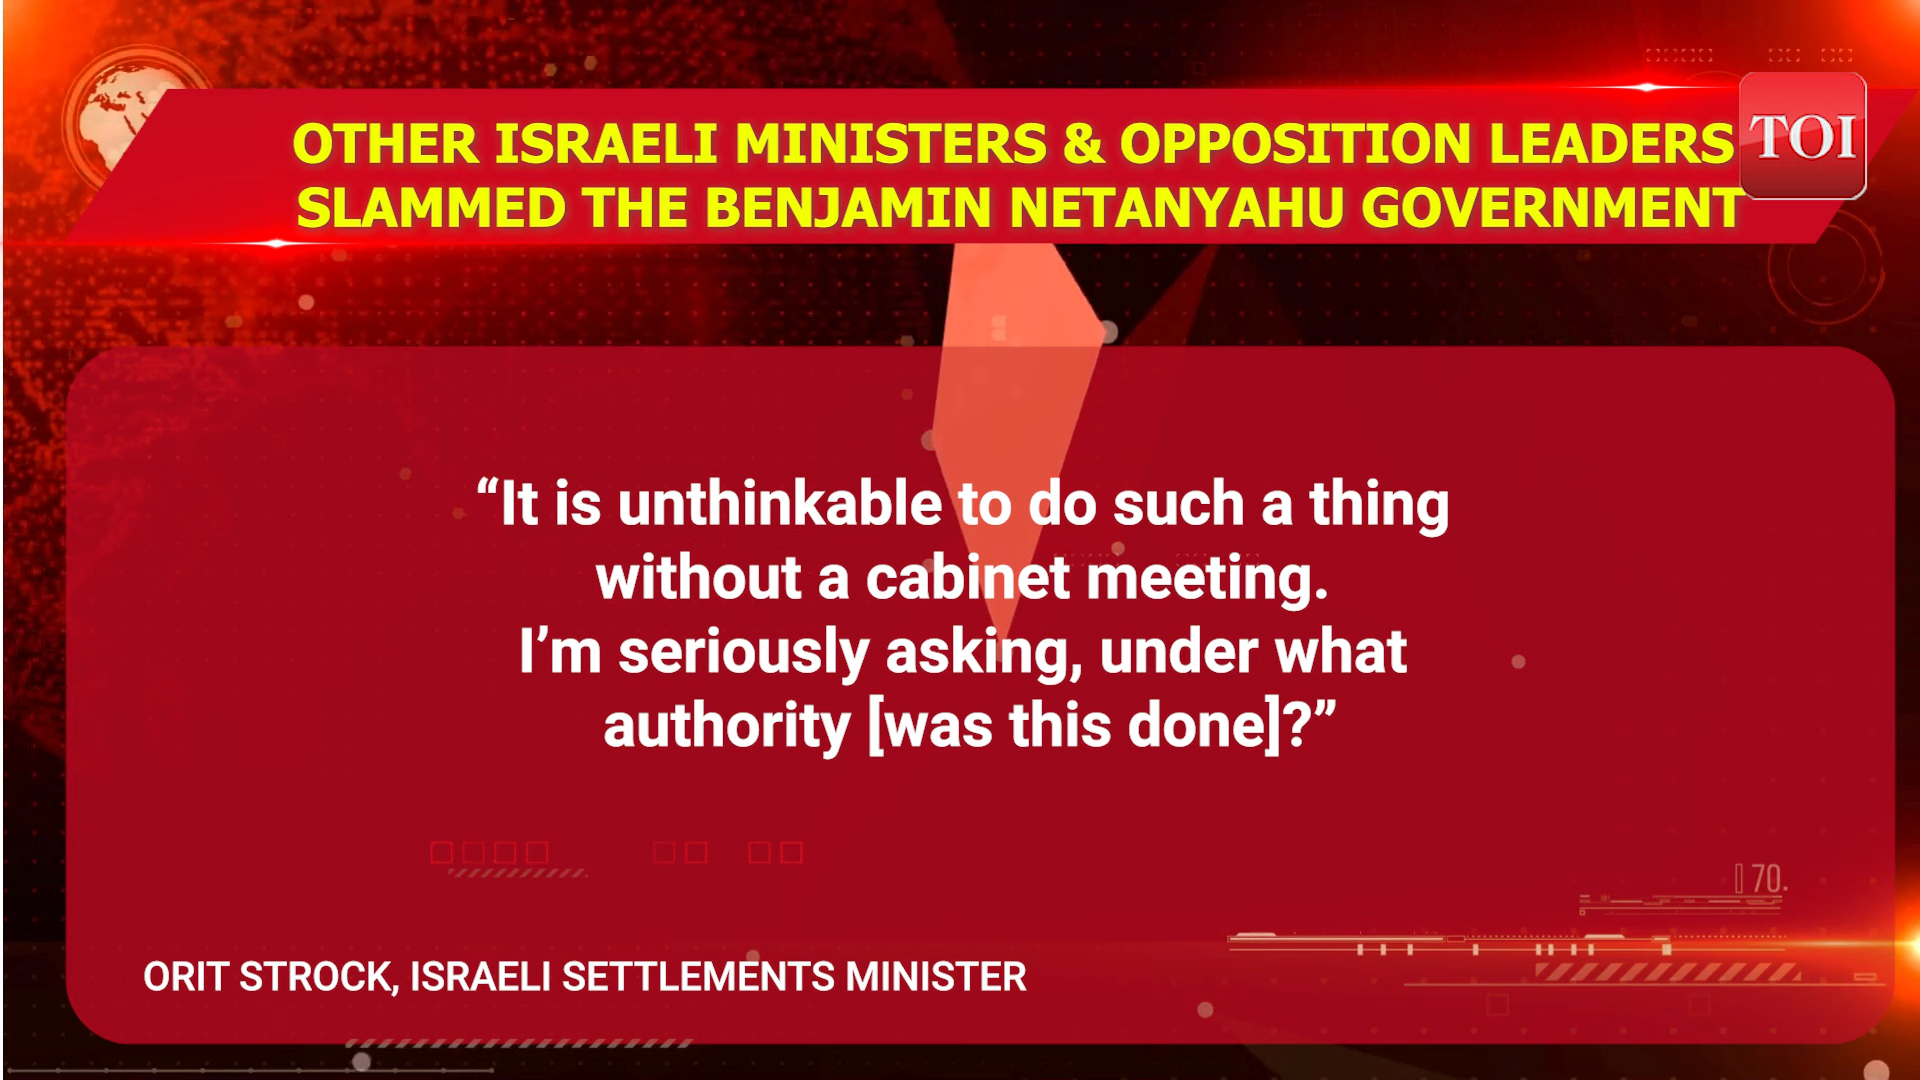 OTHER ISRAELI MINISTERS & OPPOSITION LEADERS
SLAMMED THE BENJAMIN NETANYAHU GOVERNMENT
TOI
“It is unthinkable to do such a thing
without a cabinet meeting.
I’m seriously asking, under what
authority [was this done]?”
70.
ORIT STROCK, ISRAELI SETTLEMENTS MINISTER